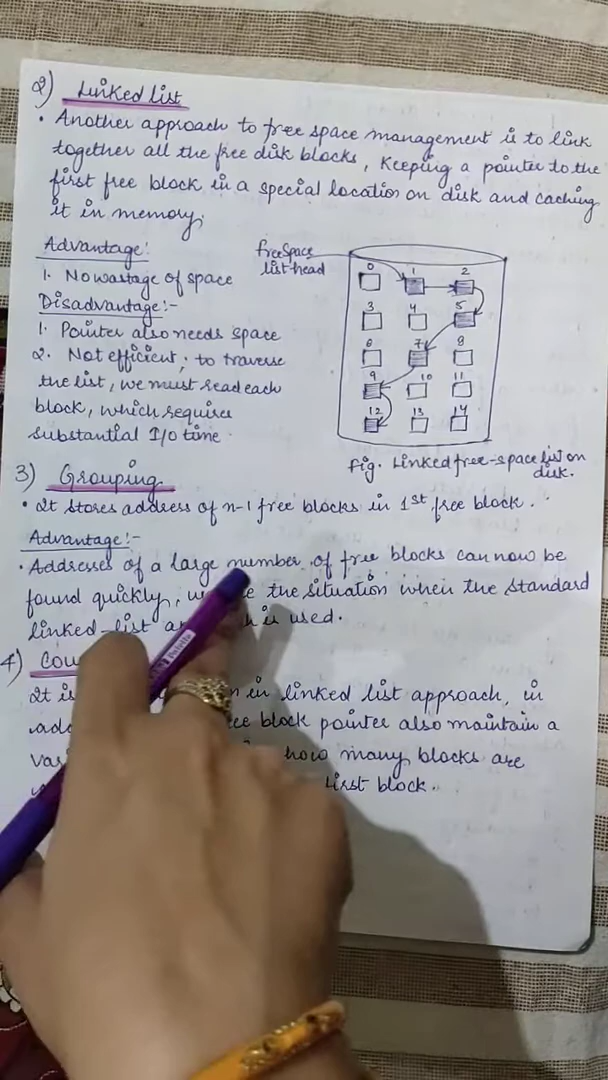 2) Linked list
• Another approach to free space management is to link
together all the free disk blocks, Keeping a pointer to the
first free block in a special location on disk and caching
it in memory.
Advantage:
1. No wastage of space
Disadvantage:-
1. Pointer also needs space
2. Not efficient; to traverse
the list, we must read each
block, which require
substantial I/o time.
freespace
list head
0 1 2
3 4 5
6 7 8
9 10 11
12 13 14
fig. Linked free-space list on
disk.
3) Grouping
• It stores address of n-1 free blocks in 1st free block.
Advantage:-
• Addresses of a large number of free blocks can now be
found quickly, the situation when the standard
linked-list is used.
4)
It is in linked list approach, in
block pointer also maintain a
how many blocks are
first block.